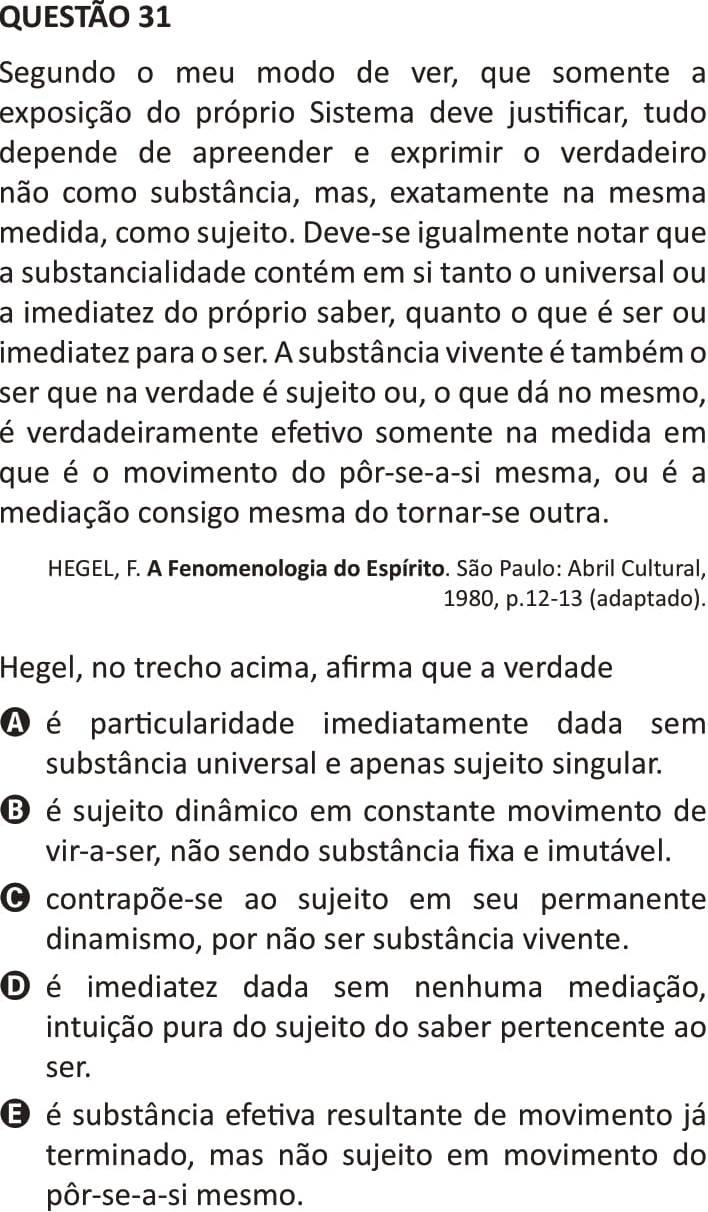 QUESTÃO 31
Segundo o meu modo de ver, que somente a
exposição do próprio Sistema deve justificar, tudo
depende de apreender e exprimir o verdadeiro
não como substância, mas, exatamente na mesma
medida, como sujeito. Deve-se igualmente notar que
a substancialidade contém em si tanto o universal ou
a imediatez do próprio saber, quanto o que é ser ou
imediatez para o ser. A substância vivente é também o
ser que na verdade é sujeito ou, o que dá no mesmo,
é verdadeiramente efetivo somente na medida em
que é o movimento do pôr-se-a-si mesma, ou é a
mediação consigo mesma do tornar-se outra.
HEGEL, F. A Fenomenologia do Espírito. São Paulo: Abril Cultural,
1980, p.12-13 (adaptado).
Hegel, no trecho acima, afirma que a verdade
A é particularidade imediatamente dada sem
substância universal e apenas sujeito singular.
B é sujeito dinâmico em constante movimento de
vir-a-ser, não sendo substância fixa e imutável.
C contrapõe-se ao sujeito em seu permanente
dinamismo, por não ser substância vivente.
D é imediatez dada sem nenhuma mediação,
intuição pura do sujeito do saber pertencente ao
ser.
E é substância efetiva resultante de movimento já
terminado, mas não sujeito em movimento do
pôr-se-a-si mesmo.